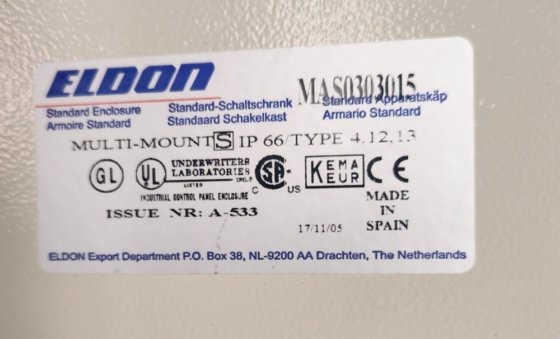 ELDON
MAS0303015
Standard Enclosure Standard-Schaltschrank Standard Apparatskåp
Armoire Standard Standaard Schakelkast Armario Standard
MULTI-MOUNT S IP 66/TYPE 4,12,13
GL UL UNDERWRITERS LABORATORIES INC.® LISTED SA C US KEMA KEUR CE
INDUSTRIAL CONTROL PANEL ENCLOSURE
MADE
IN
SPAIN
ISSUE NR: A-533
17/11/05
ELDON Export Department P.O. Box 38, NL-9200 AA Drachten, The Netherlands